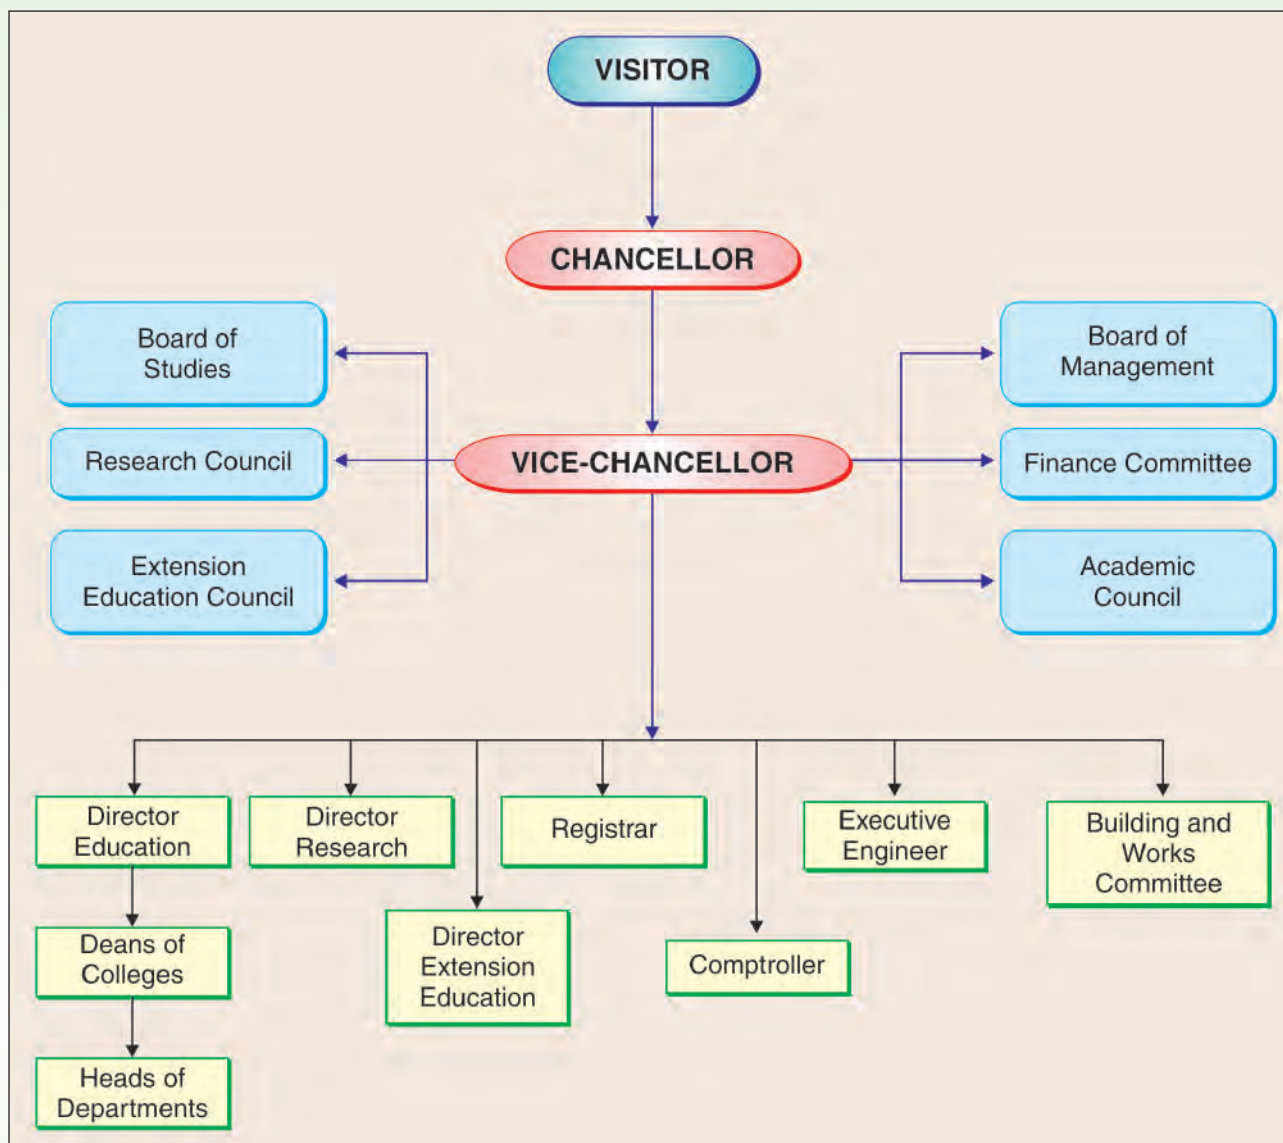 VISITOR
CHANCELLOR
Board of
Studies
Board of
Management
Research Council
VICE-CHANCELLOR
Finance Committee
Extension
Education Council
Academic
Council
Director
Education
Director
Research
Registrar
Executive
Engineer
Building and
Works
Committee
Deans of
Colleges
Director
Extension
Education
Comptroller
Heads of
Departments